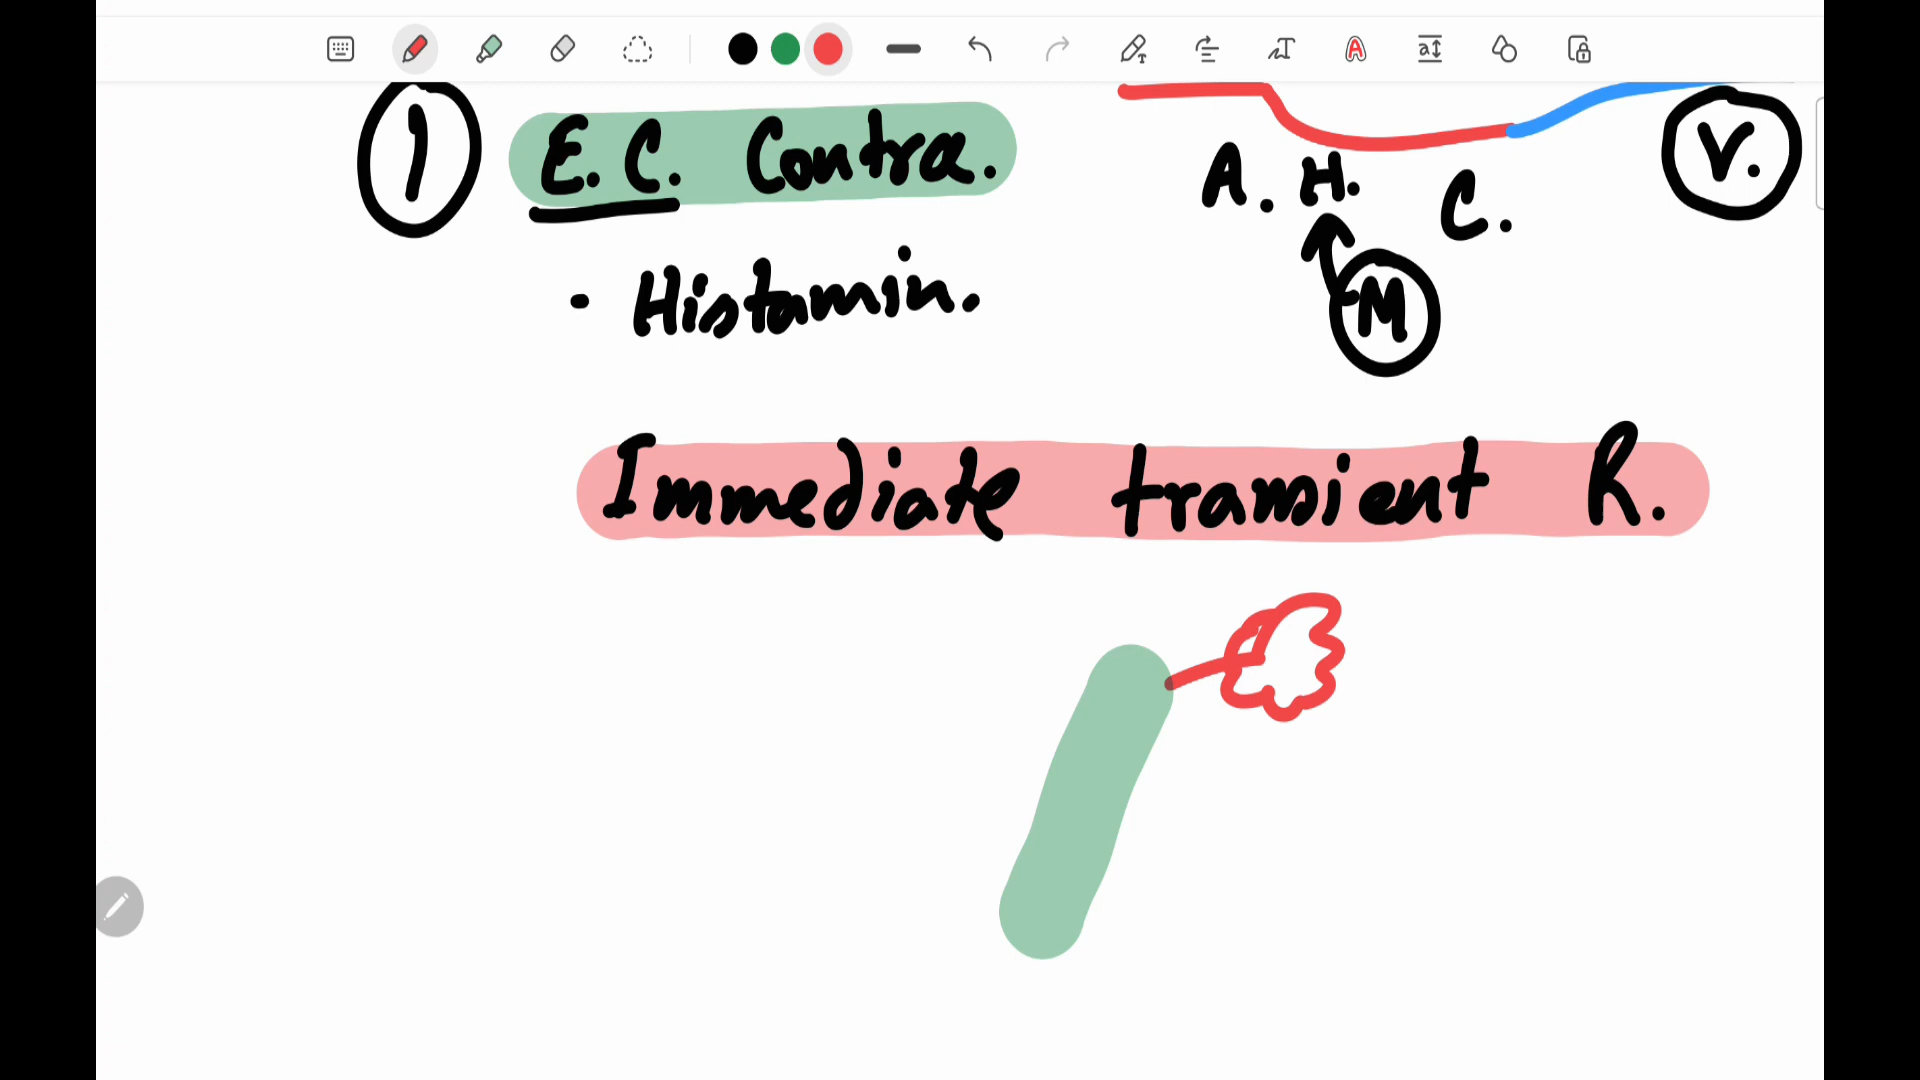 1 E.C. Contra.
A. H. C. V.
· Histamin.
M
Immediate transient R.